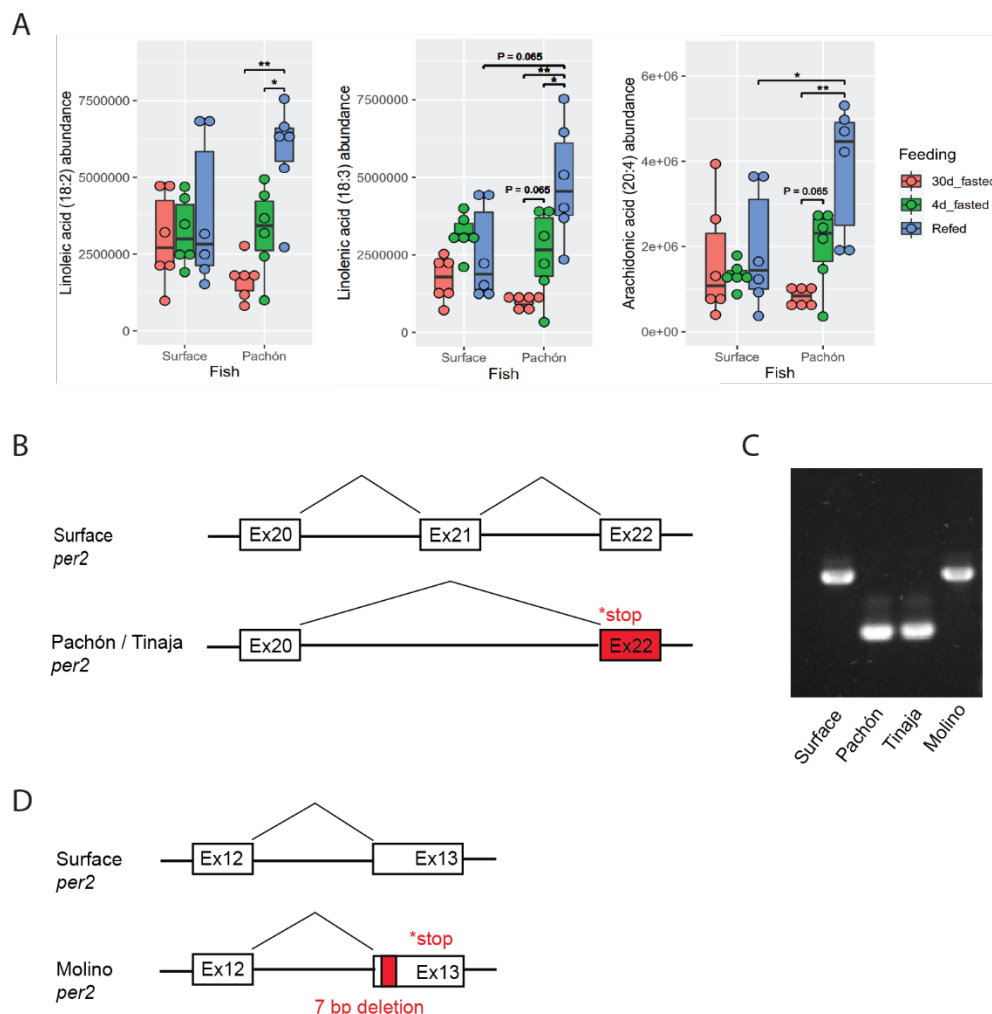 A
Linoleic acid (18:2) abundance
7500000
5000000
2500000
0
**
*
Surface
Pachón
Fish
Linolenic acid (18:3) abundance
7500000
5000000
2500000
0
P = 0.065
**
*
P = 0.065
Surface
Pachón
Fish
Arachidonic acid (20:4) abundance
6e+06
4e+06
2e+06
0e+00
*
**
P = 0.065
Surface
Pachón
Fish
Feeding
30d_fasted
4d_fasted
Refed
B
Surface
per2
Ex20
Ex21
Ex22
Pachón / Tinaja
per2
Ex20
*stop
Ex22
C
Surface
Pachón
Tinaja
Molino
D
Surface
per2
Ex12
Ex13
Molino
per2
Ex12
*stop
Ex13
7 bp deletion